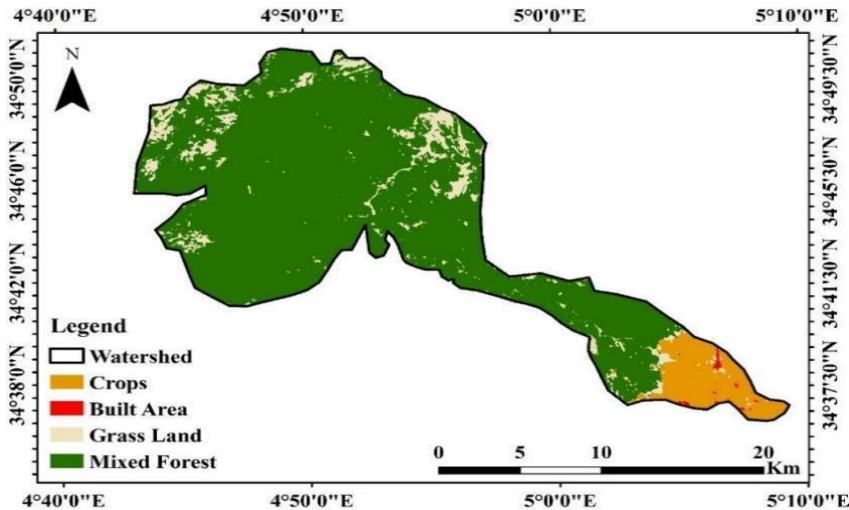 4°40'0"E 4°50'0"E 5°0'0"E 5°10'0"E
N
34°50'0"N
34°46'0"N
34°42'0"N
34°38'0"N
34°49'30"N
34°45'30"N
34°41'30"N
34°37'30"N
Legend
Watershed
Crops
Built Area
Grass Land
Mixed Forest
0 5 10 20
Km
4°40'0"E 4°50'0"E 5°0'0"E 5°10'0"E